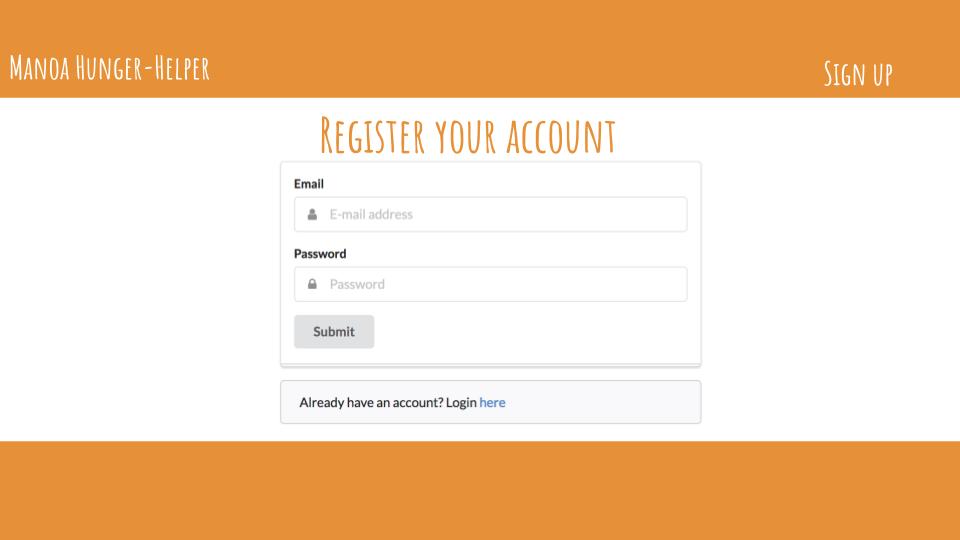 Manoa Hunger-Helper
Sign up
Register your account
Email
E-mail address
Password
Password
Submit
Already have an account? Login here